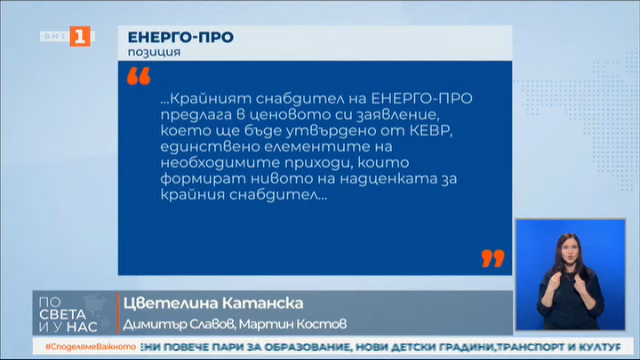 БНТ 1
ЕНЕРГО-ПРО
позиция
...Крайният снабдител на ЕНЕРГО-ПРО
предлага в ценовото си заявление,
което ще бъде утвърдено от КЕВР,
единствено елементите на
необходимите приходи, които
формират нивото на надценката за
крайния снабдител...
ПО
СВЕТА
И У НАС
Цветелина Катанска
Димитър Славов, Мартин Костов
#СподелямеВажното
ЕНИ ПОВЕЧЕ ПАРИ ЗА ОБРАЗОВАНИЕ, НОВИ ДЕТСКИ ГРАДИНИ,ТРАНСПОРТ И КУЛТУ